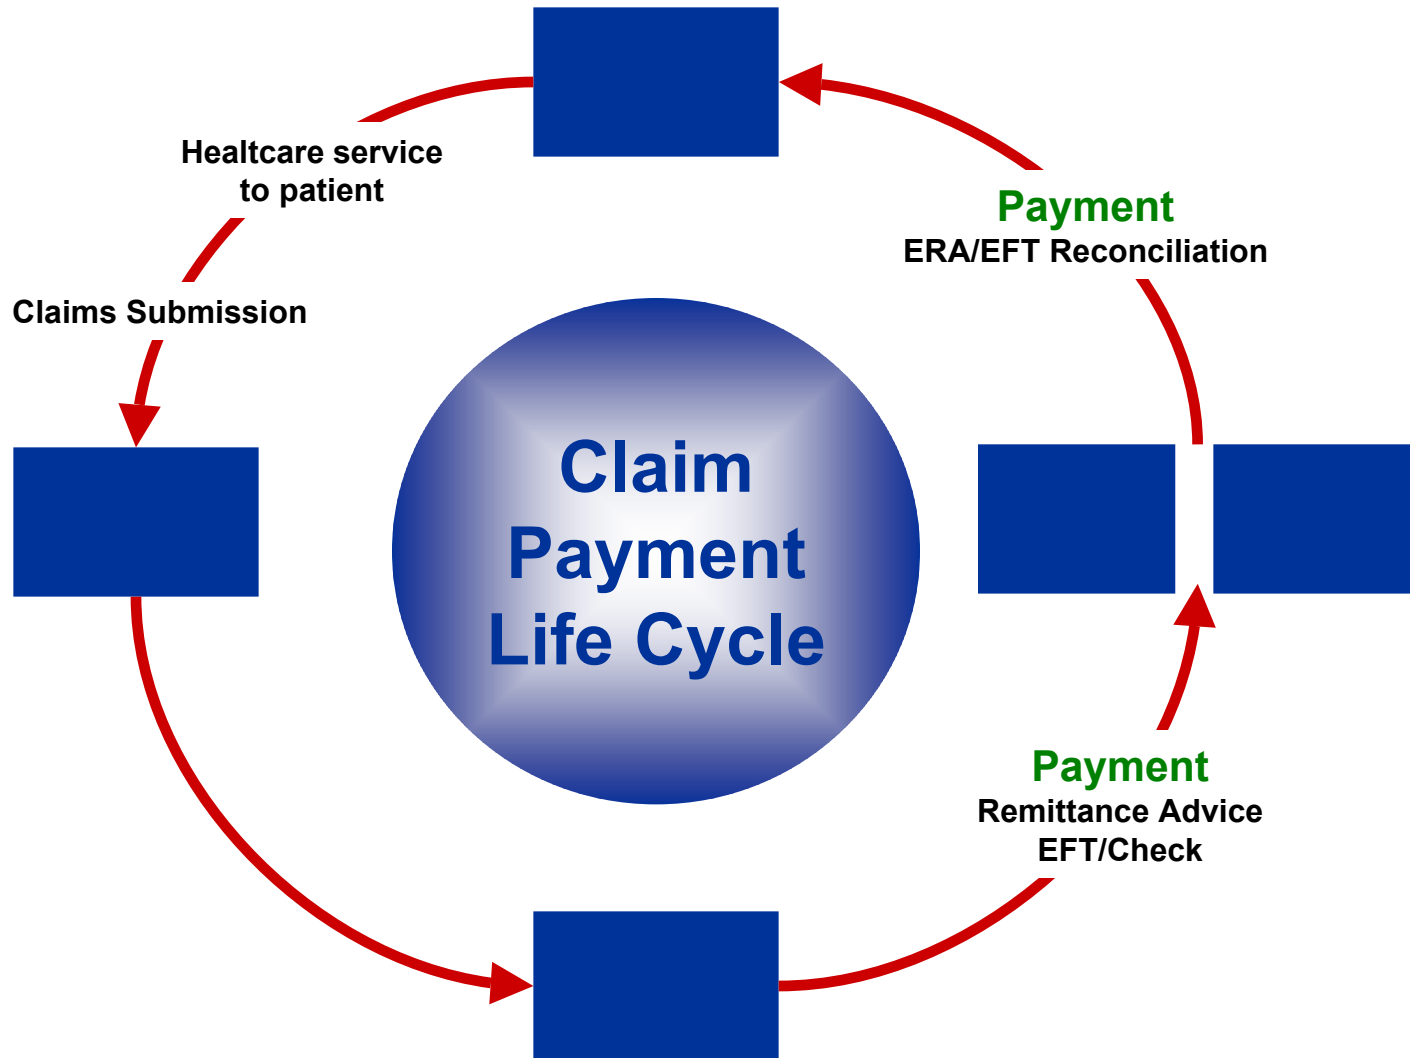 Healtcare service
to patient
Payment
ERA/EFT Reconciliation
Claims Submission
Claim
Payment
Life Cycle
Payment
Remittance Advice
EFT/Check